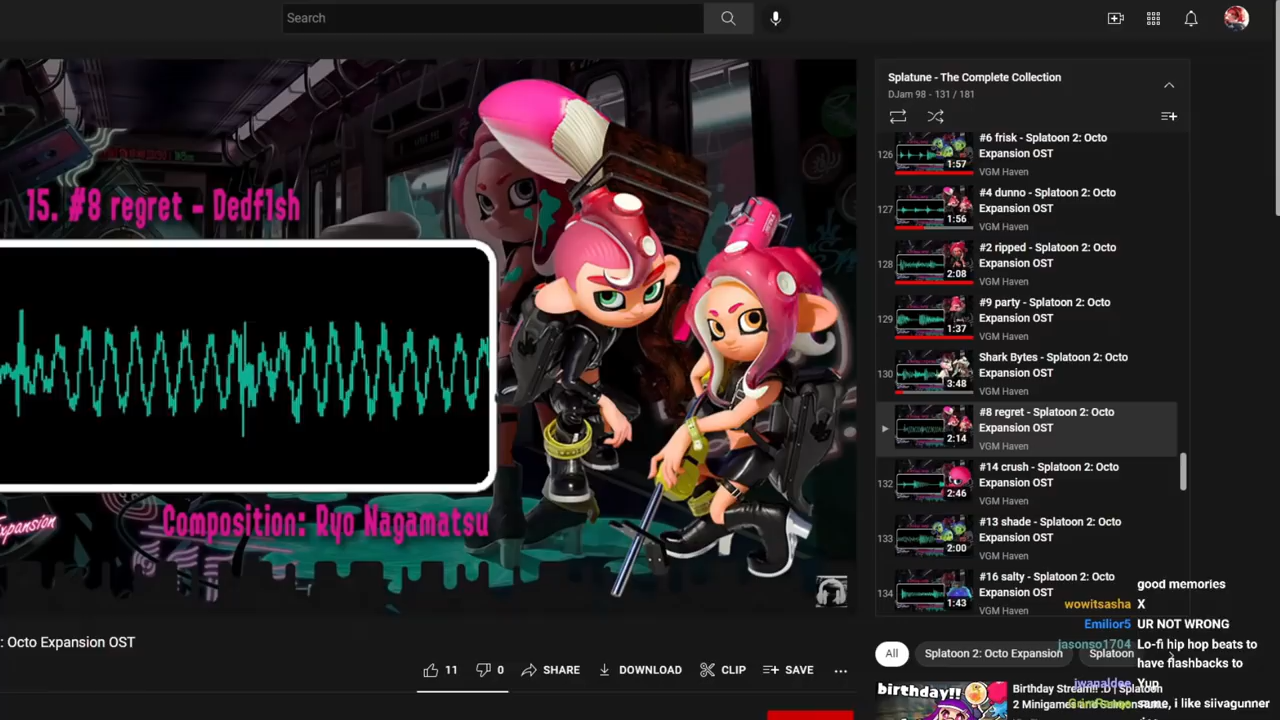 Search
15. #8 regret - Dedf1sh
Composition: Ryo Nagamatsu
Expansion
: Octo Expansion OST
11
0
SHARE
DOWNLOAD
CLIP
SAVE
Splatune - The Complete Collection
DJam 98 - 131 / 181
126
#6 frisk - Splatoon 2: Octo
Expansion OST
1:57
VGM Haven
127
#4 dunno - Splatoon 2: Octo
Expansion OST
1:56
VGM Haven
128
#2 ripped - Splatoon 2: Octo
Expansion OST
2:08
VGM Haven
129
#9 party - Splatoon 2: Octo
Expansion OST
1:37
VGM Haven
130
Shark Bytes - Splatoon 2: Octo
Expansion OST
3:48
VGM Haven
#8 regret - Splatoon 2: Octo
Expansion OST
2:14
VGM Haven
132
#14 crush - Splatoon 2: Octo
Expansion OST
2:46
VGM Haven
133
#13 shade - Splatoon 2: Octo
Expansion OST
2:00
VGM Haven
134
#16 salty - Splatoon 2: Octo
Expansion OST
1:43
VGM Haven
good memories
wowitsasha X
Emilior5 UR NOT WRONG
jasonso1704 Lo-fi hip hop beats to
have flashbacks to
iwanaldee Yup
same, i like siivagunner
All
Splatoon 2: Octo Expansion
Splatoon
birthday!!
Birthday Stream!! :D | Splatoon
2 Minigames and Salmon Run